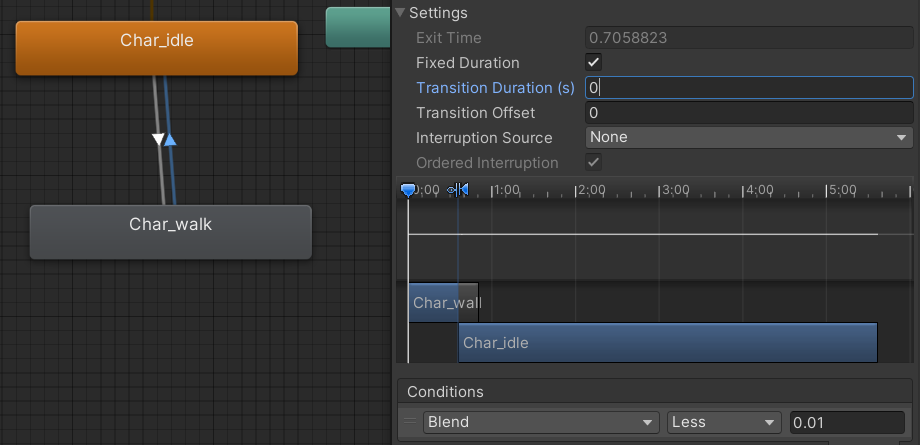 Char_idle
Char_walk
Settings
Exit Time 0.7058823
Fixed Duration
Transition Duration (s) 0
Transition Offset 0
Interruption Source None
Ordered Interruption
0:00 1:00 2:00 3:00 4:00 5:00
Char_wall
Char_idle
Conditions
Blend Less 0.01